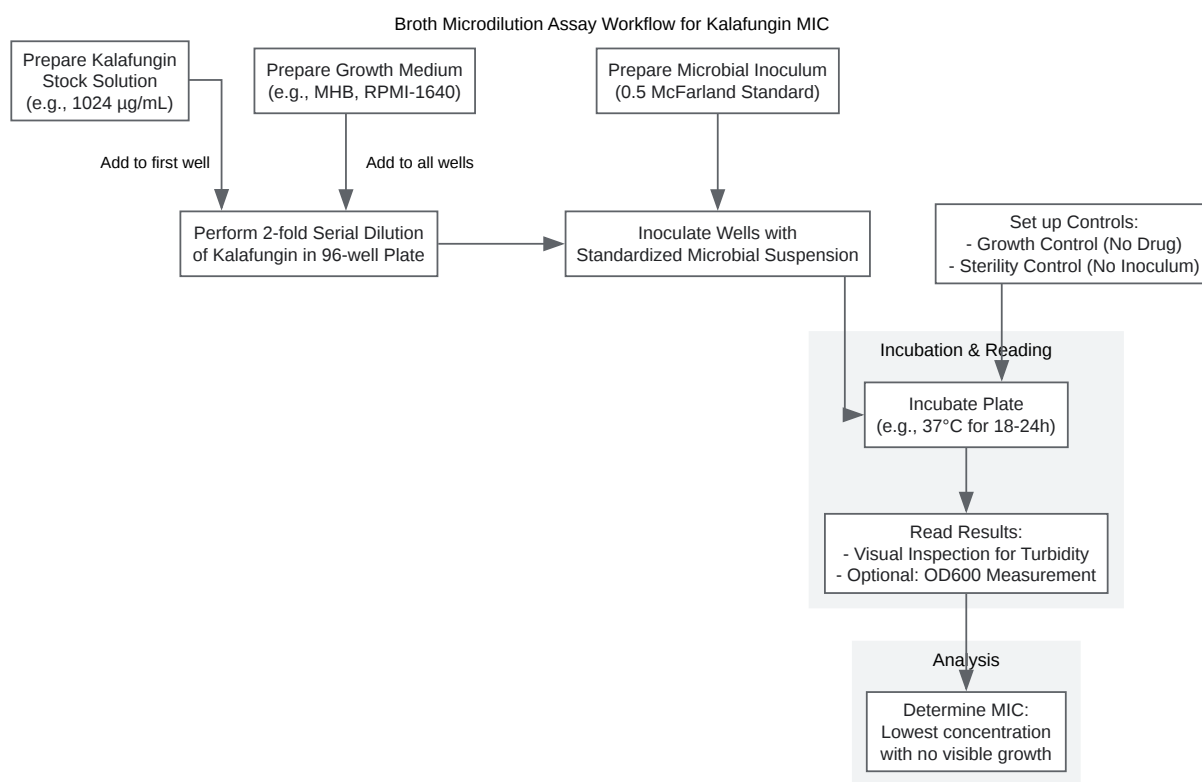 Broth Microdilution Assay Workflow for Kalafungin MIC
Prepare Kalafungin
Stock Solution
(e.g., 1024 µg/mL)
Prepare Growth Medium
(e.g., MHB, RPMI-1640)
Prepare Microbial Inoculum
(0.5 McFarland Standard)
Add to first well
Add to all wells
Perform 2-fold Serial Dilution
of Kalafungin in 96-well Plate
Inoculate Wells with
Standardized Microbial Suspension
Set up Controls:
- Growth Control (No Drug)
- Sterility Control (No Inoculum)
Incubation & Reading
Incubate Plate
(e.g., 37°C for 18-24h)
Read Results:
- Visual Inspection for Turbidity
- Optional: OD600 Measurement
Analysis
Determine MIC:
Lowest concentration
with no visible growth